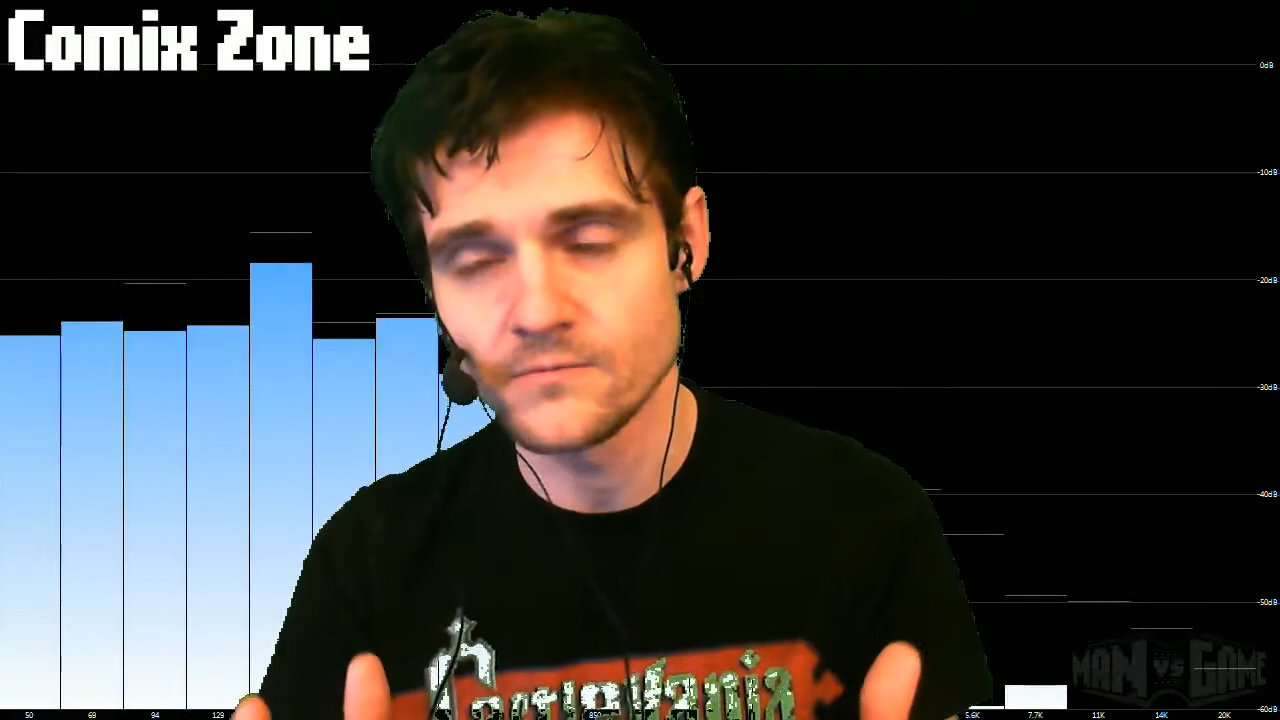 Comix Zone
0dB
-10dB
-20dB
-30dB
-40dB
-50dB
-60dB
MAN VS GAME
Castlevania
50 69 94 129 850 5.6K 7.7K 11K 14K 20K